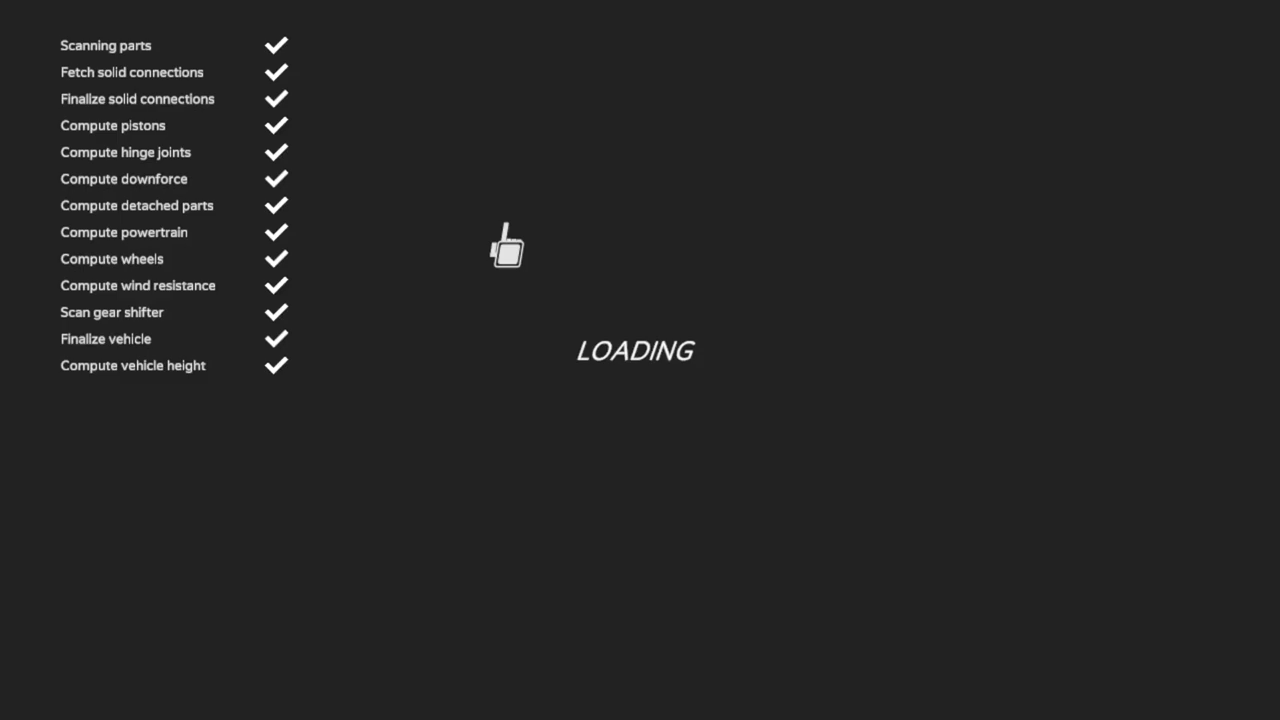 Scanning parts
Fetch solid connections
Finalize solid connections
Compute pistons
Compute hinge joints
Compute downforce
Compute detached parts
Compute powertrain
Compute wheels
Compute wind resistance
Scan gear shifter
Finalize vehicle
Compute vehicle height
LOADING